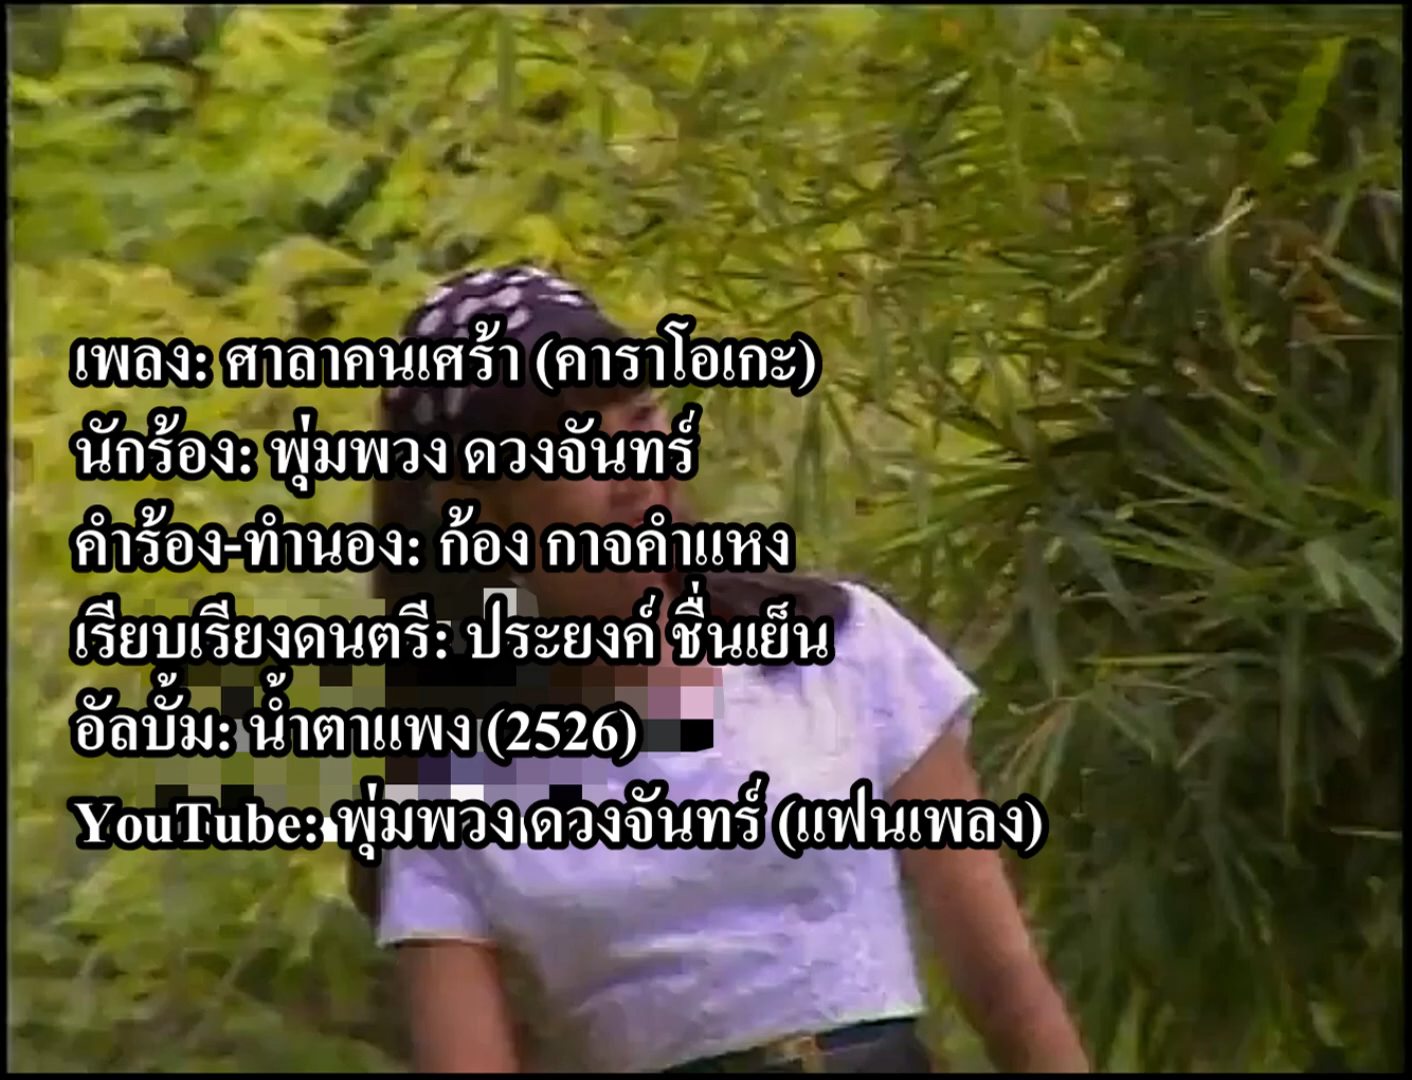 เพลง: ศาลาคนเศร้า (คาราโอเกะ)
นักร้อง: พุ่มพวง ดวงจันทร์
คำร้อง-ทำนอง: ก้อง กาจคำแหง
เรียบเรียงดนตรี: ประยงค์ ชื่นเย็น
อัลบั้ม: น้ำตาแพง (2526)
YouTube: พุ่มพวง ดวงจันทร์ (แฟนเพลง)